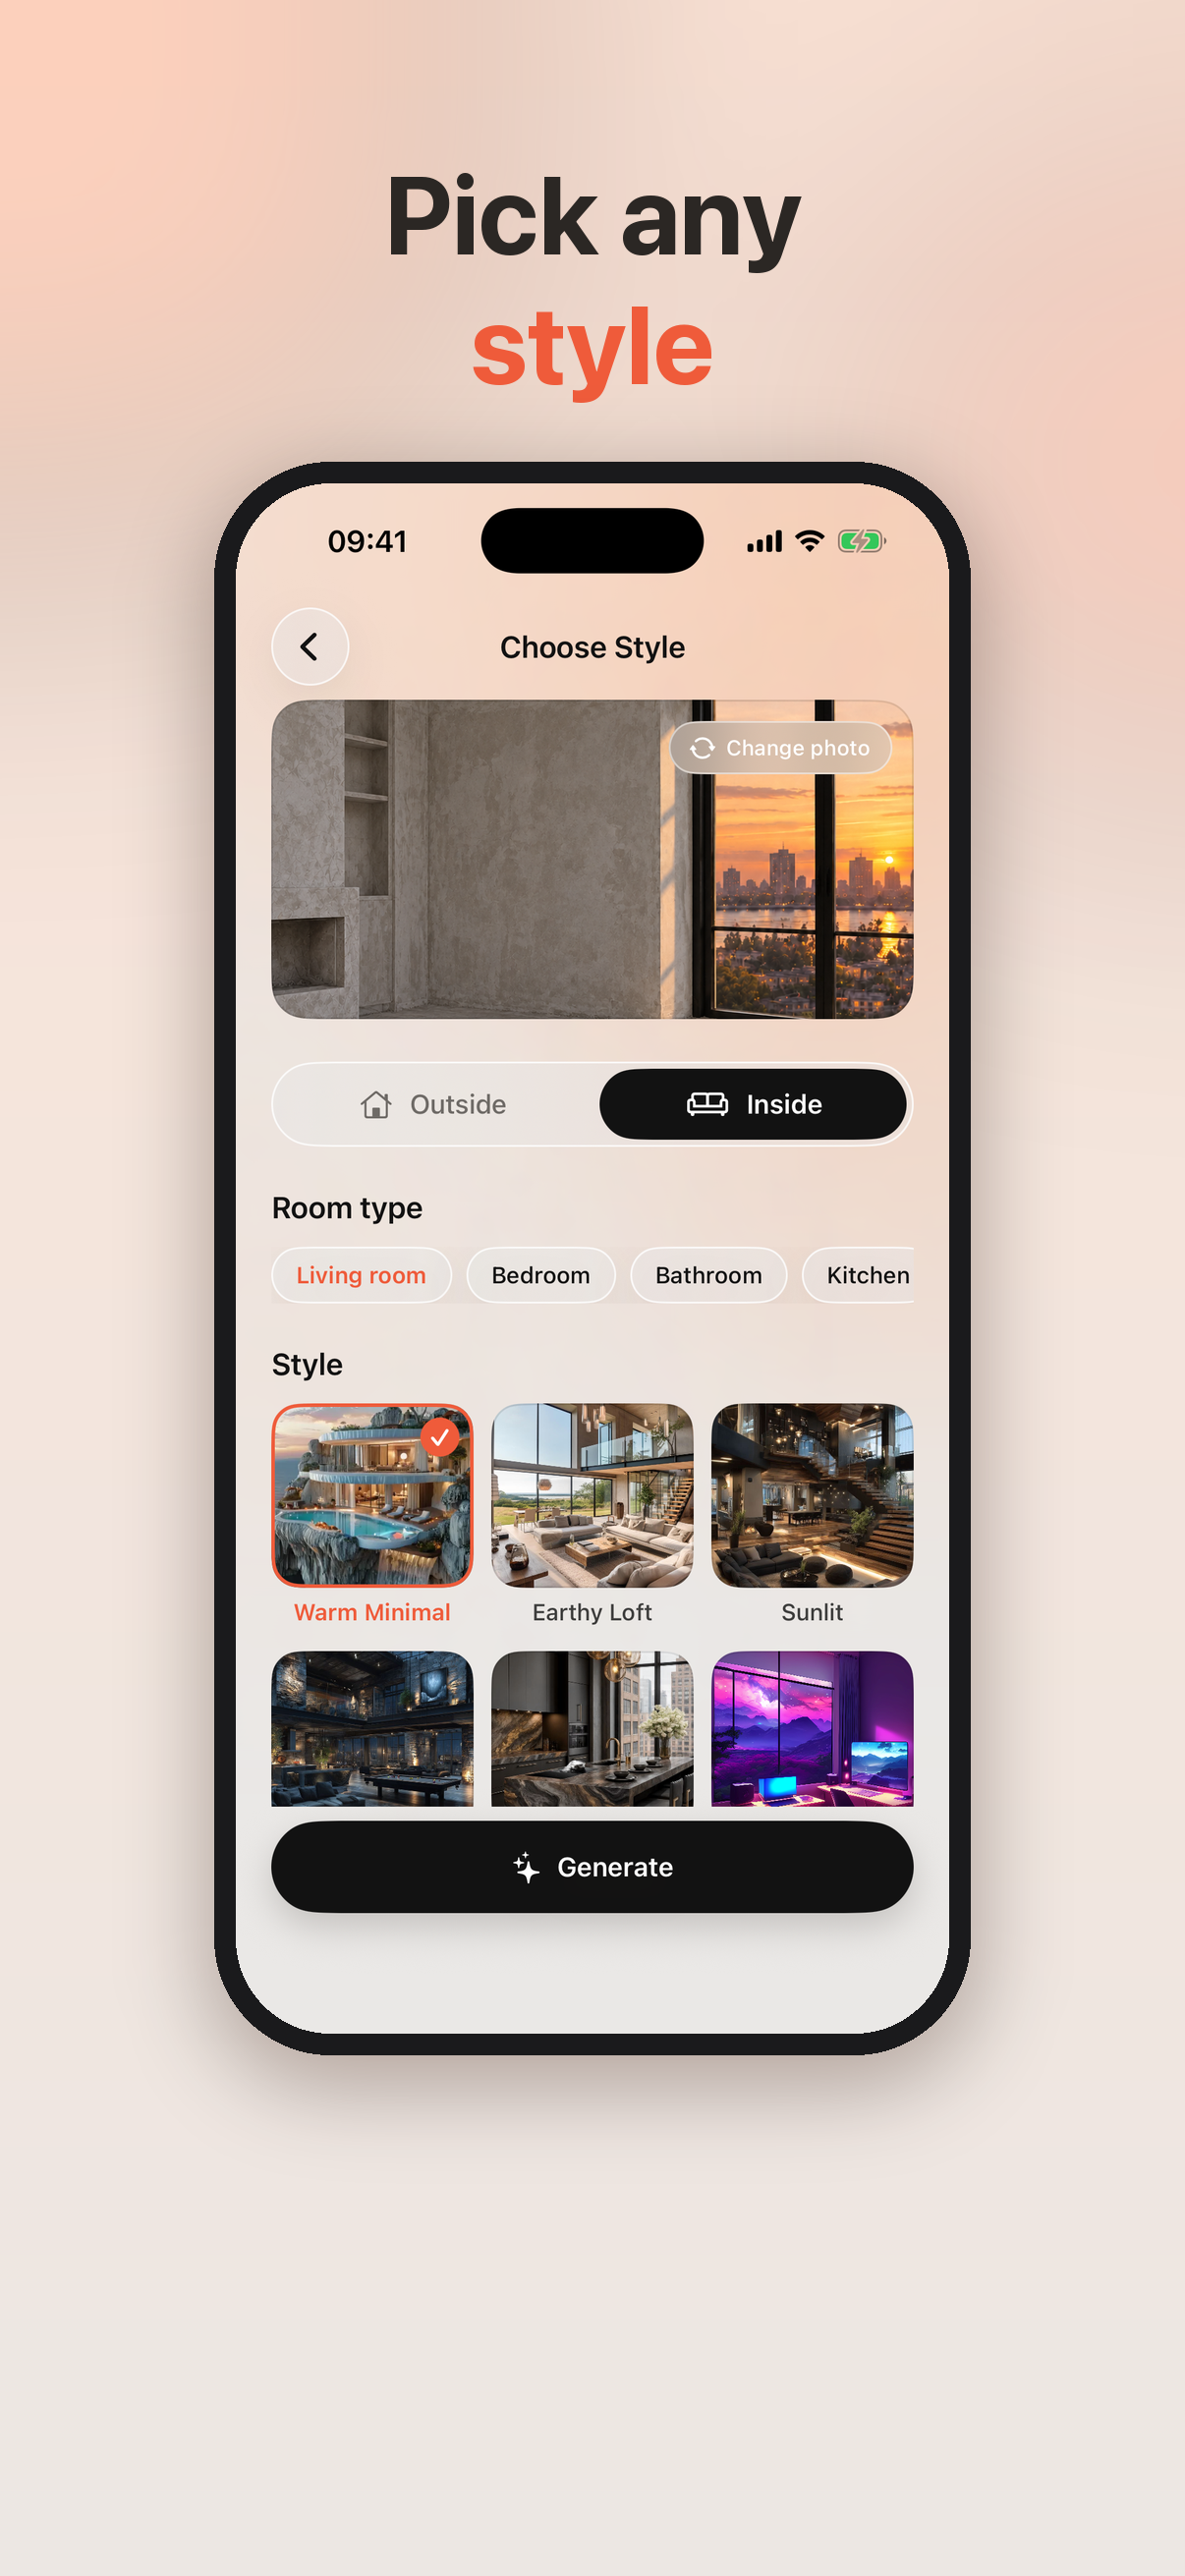 Pick any
style
09:41
Choose Style
Change photo
Outside
Inside
Room type
Living room
Bedroom
Bathroom
Kitchen
Style
Warm Minimal
Earthy Loft
Sunlit
Generate